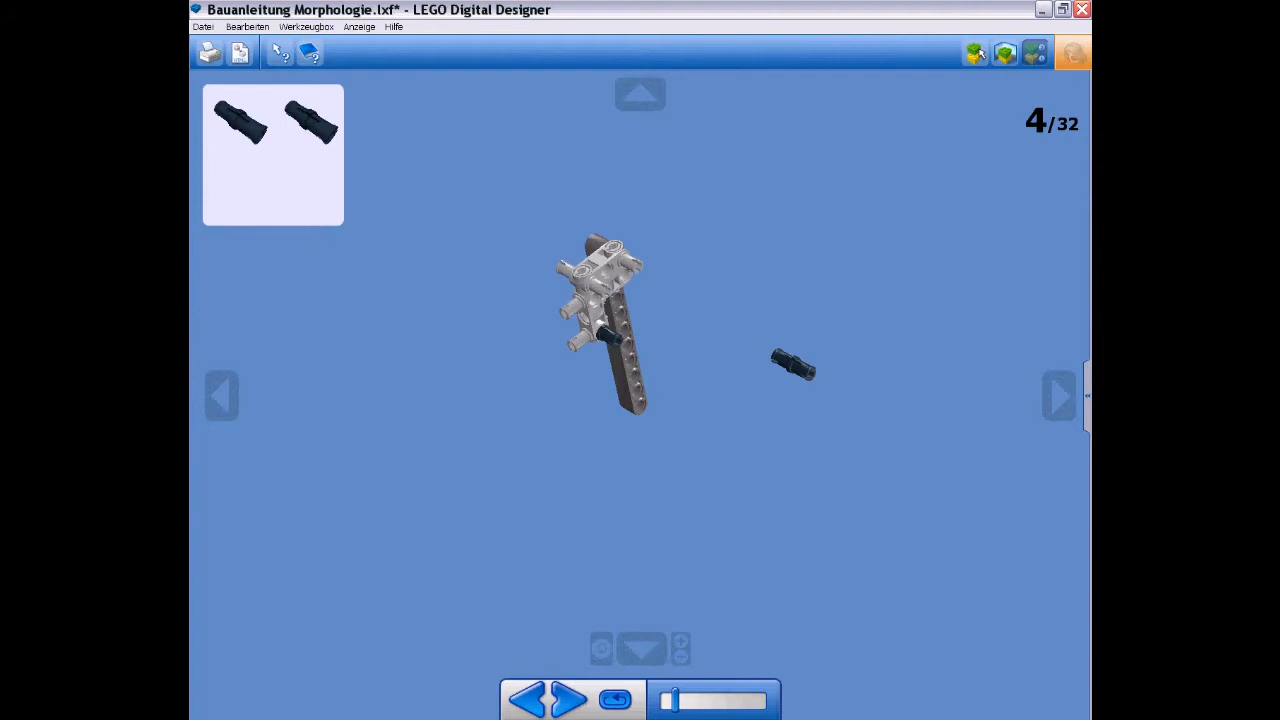 Bauanleitung Morphologie.lxf* - LEGO Digital Designer
Datei Bearbeiten Werkzeugbox Anzeige Hilfe
4/32